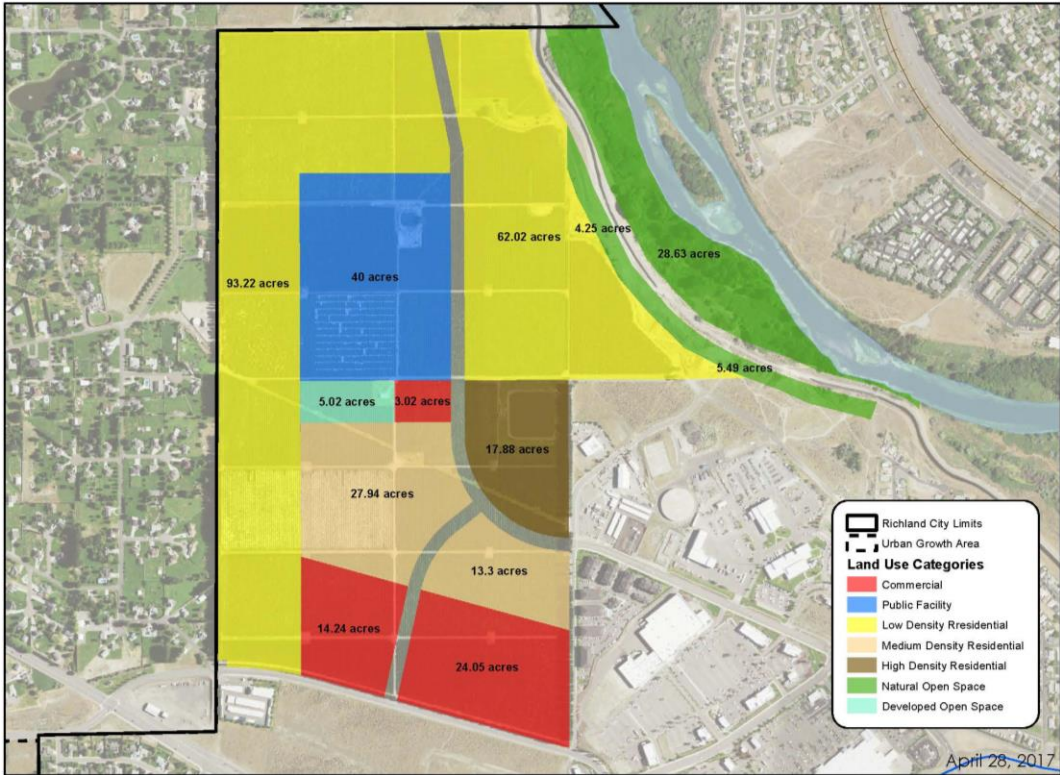 62.02 acres
4.25 acres
28.63 acres
93.22 acres
40 acres
5.49 acres
5.02 acres
3.02 acres
17.88 acres
27.94 acres
13.3 acres
14.24 acres
24.05 acres
Richland City Limits
Urban Growth Area
Land Use Categories
Commercial
Public Facility
Low Density Rresidential
Medium Density Residential
High Density Residential
Natural Open Space
Developed Open Space
April 28, 2017